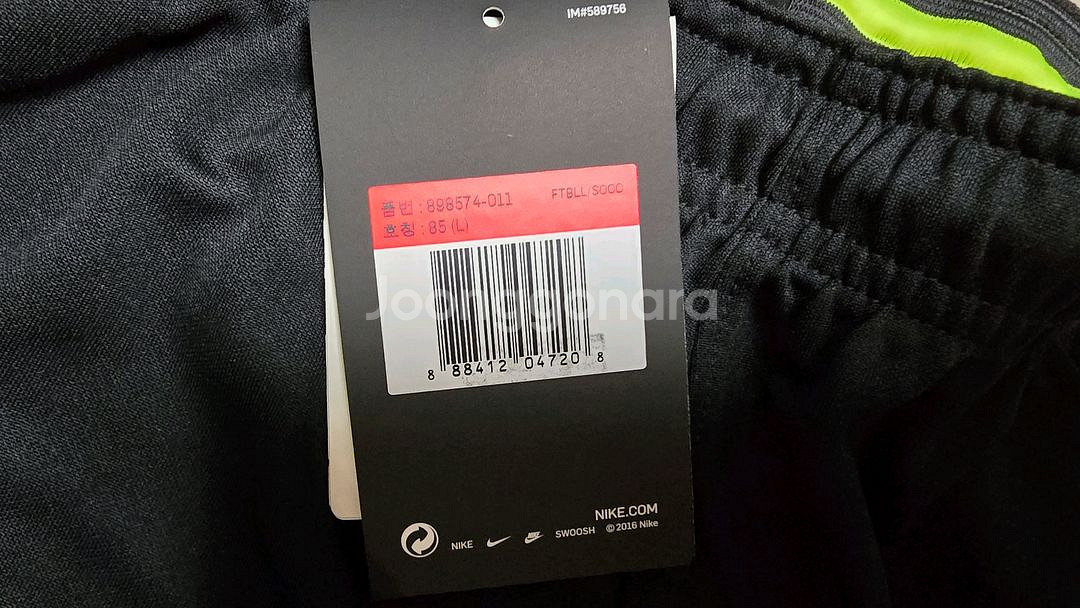 IM#589756
품번 : 898574-011 FTBLL/SOCC
호칭 : 85 (L)
Joonggonara
8 88412 04720 8
NIKE.COM
NIKE SWOOSH © 2016 Nike